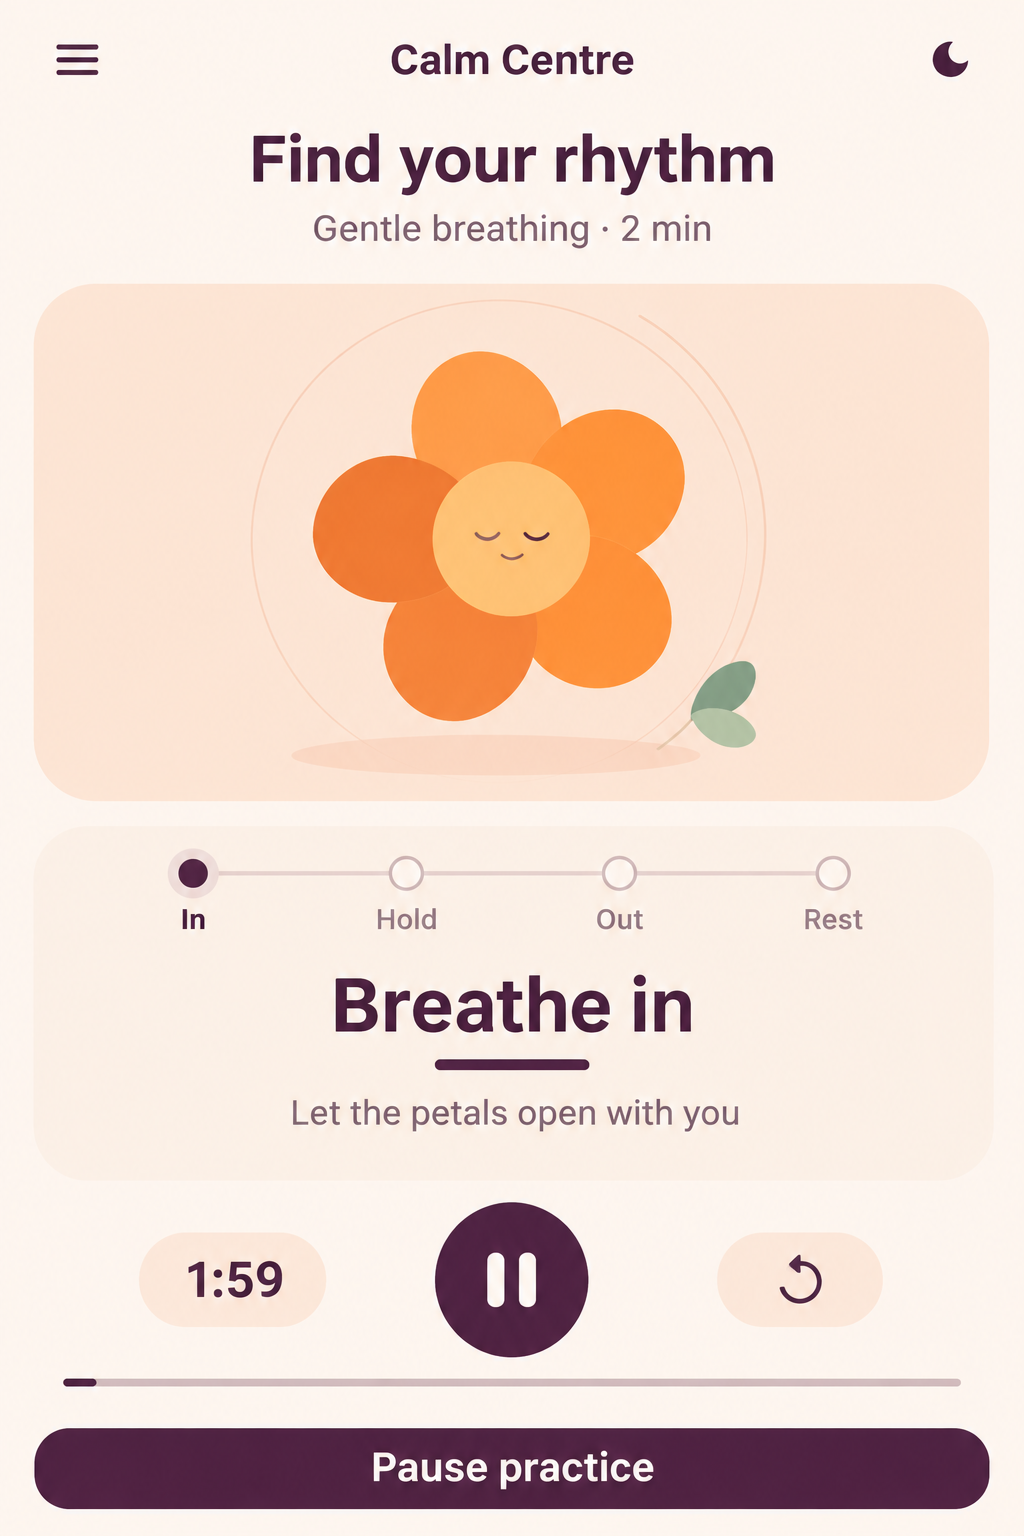 Calm Centre
Find your rhythm
Gentle breathing · 2 min
In
Hold
Out
Rest
Breathe in
Let the petals open with you
1:59
Pause practice